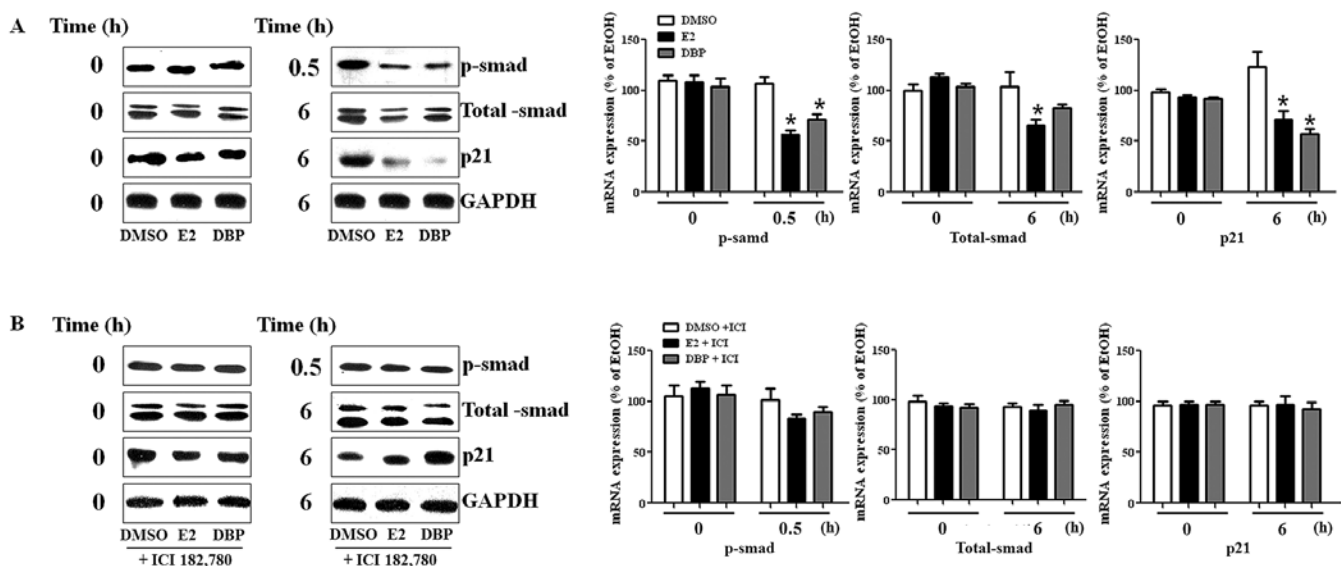 A
Time (h)
Time (h)
0
0.5
p-smad
0
6
Total -smad
0
6
p21
0
6
GAPDH
DMSO E2 DBP
DMSO E2 DBP
DMSO
E2
DBP
mRNA expression (% of EtOH)
150
100
50
0
0
0.5
(h)
p-samd
mRNA expression (% of EtOH)
150
100
50
0
0
6
(h)
Total-smad
mRNA expression (% of EtOH)
150
100
50
0
0
6
(h)
p21
*
*
*
*
*
B
Time (h)
Time (h)
0
0.5
p-smad
0
6
Total -smad
0
6
p21
0
6
GAPDH
DMSO E2 DBP
DMSO E2 DBP
+ ICI 182,780
+ ICI 182,780
DMSO +ICI
E2 + ICI
DBP + ICI
mRNA expression (% of EtOH)
150
100
50
0
0
0.5
(h)
p-smad
mRNA expression (% of EtOH)
150
100
50
0
0
6
(h)
Total-smad
mRNA expression (% of EtOH)
150
100
50
0
0
6
(h)
p21